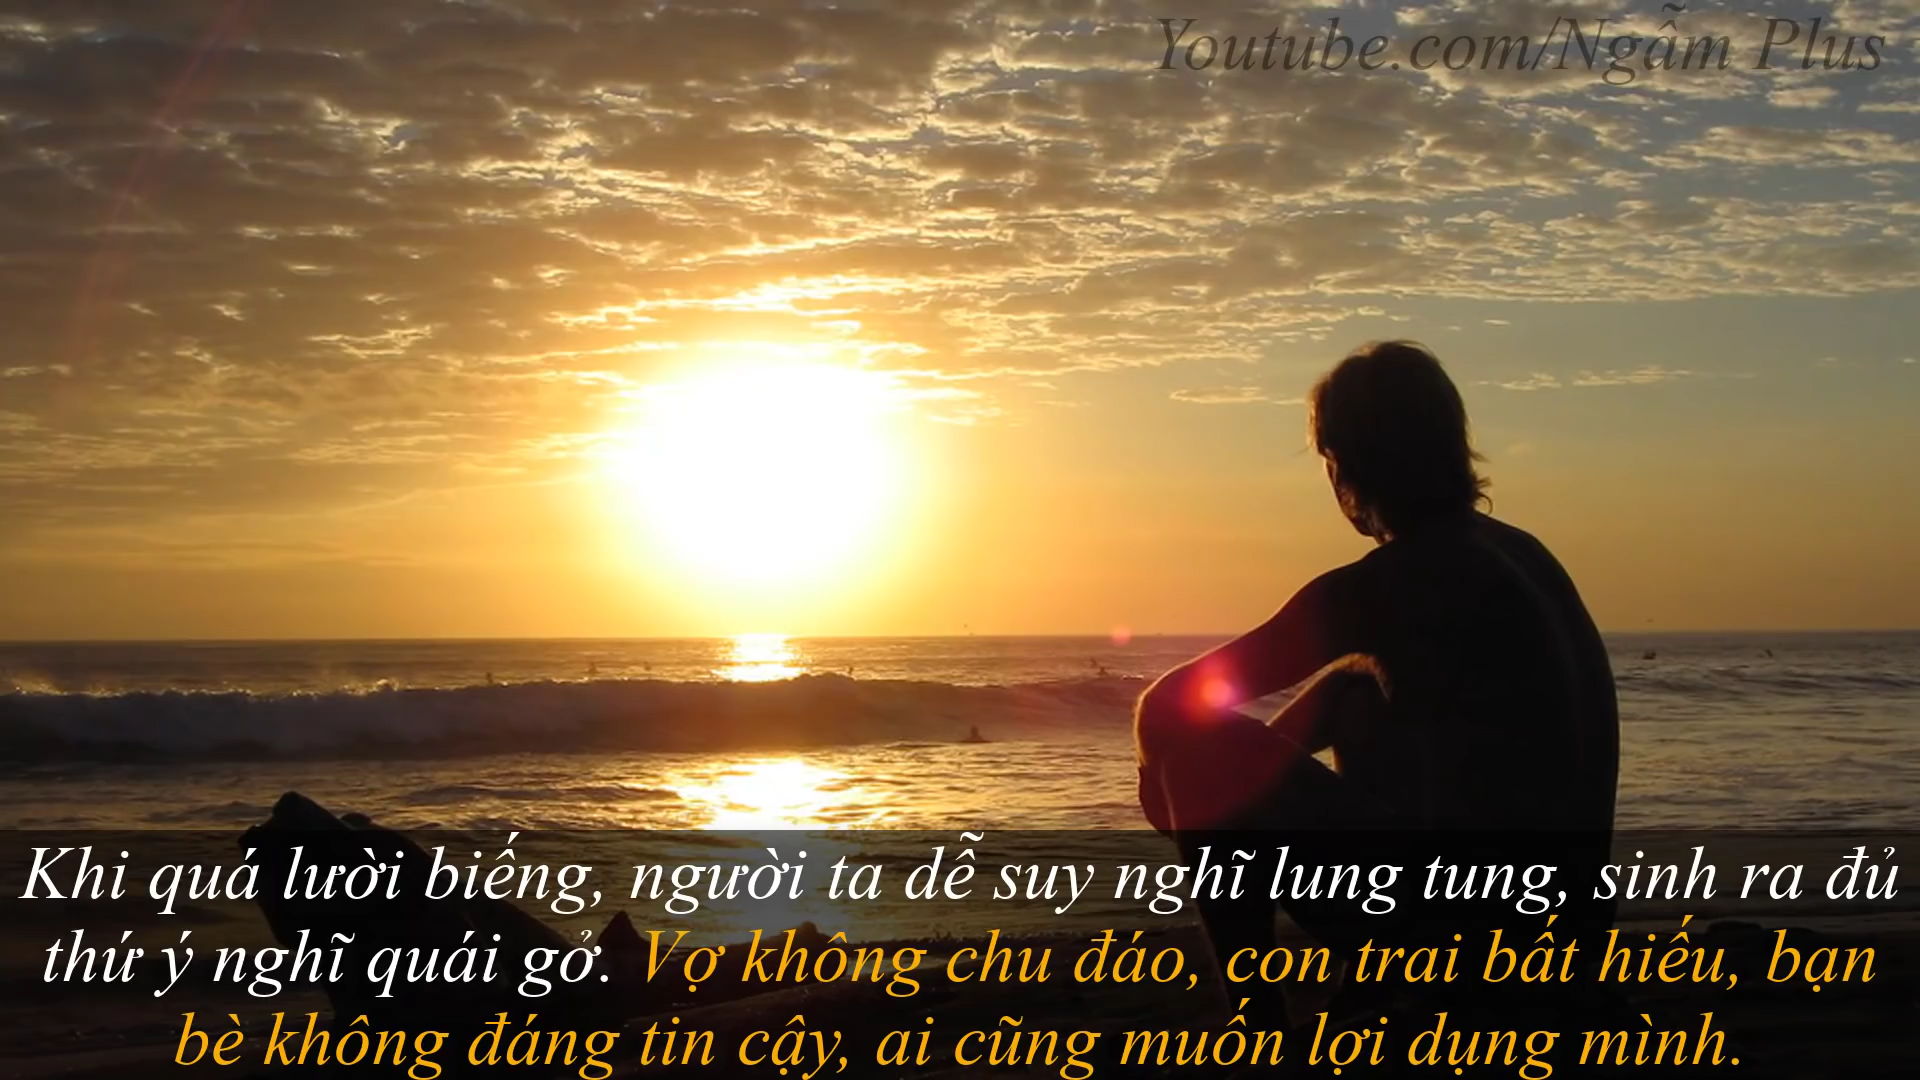 Youtube.com/Ngẫm Plus
Khi quá lười biếng, người ta dễ suy nghĩ lung tung, sinh ra đủ
thứ ý nghĩ quái gở. Vợ không chu đáo, con trai bất hiếu, bạn
bè không đáng tin cậy, ai cũng muốn lợi dụng mình.